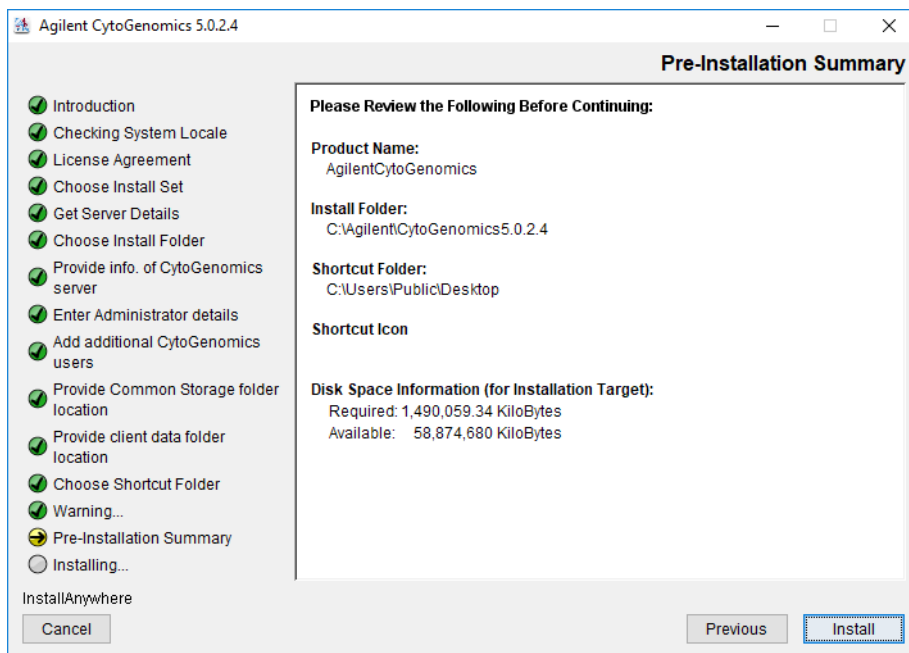 Agilent CytoGenomics 5.0.2.4
Pre-Installation Summary
Introduction
Checking System Locale
License Agreement
Choose Install Set
Get Server Details
Choose Install Folder
Provide info. of CytoGenomics
server
Enter Administrator details
Add additional CytoGenomics
users
Provide Common Storage folder
location
Provide client data folder
location
Choose Shortcut Folder
Warning...
Pre-Installation Summary
Installing...
Please Review the Following Before Continuing:
Product Name:
AgilentCytoGenomics
Install Folder:
C:\Agilent\CytoGenomics5.0.2.4
Shortcut Folder:
C:\Users\Public\Desktop
Shortcut Icon
Disk Space Information (for Installation Target):
Required: 1,490,059.34 KiloBytes
Available: 58,874,680 KiloBytes
InstallAnywhere
Cancel
Previous
Install